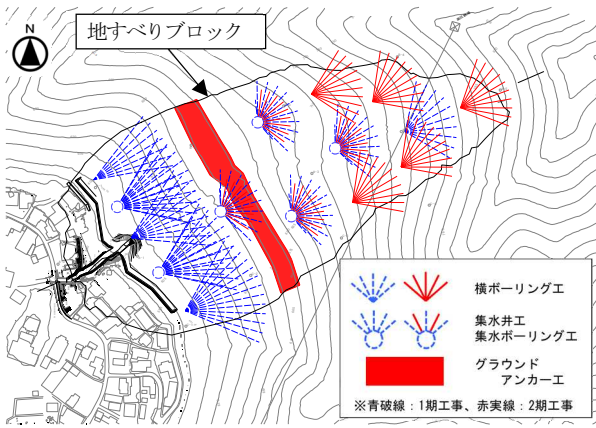 地すべりブロック
N
横ボーリング工
集水井工
集水ボーリング工
グラウンド
アンカー工
※青破線：1期工事、赤実線：2期工事